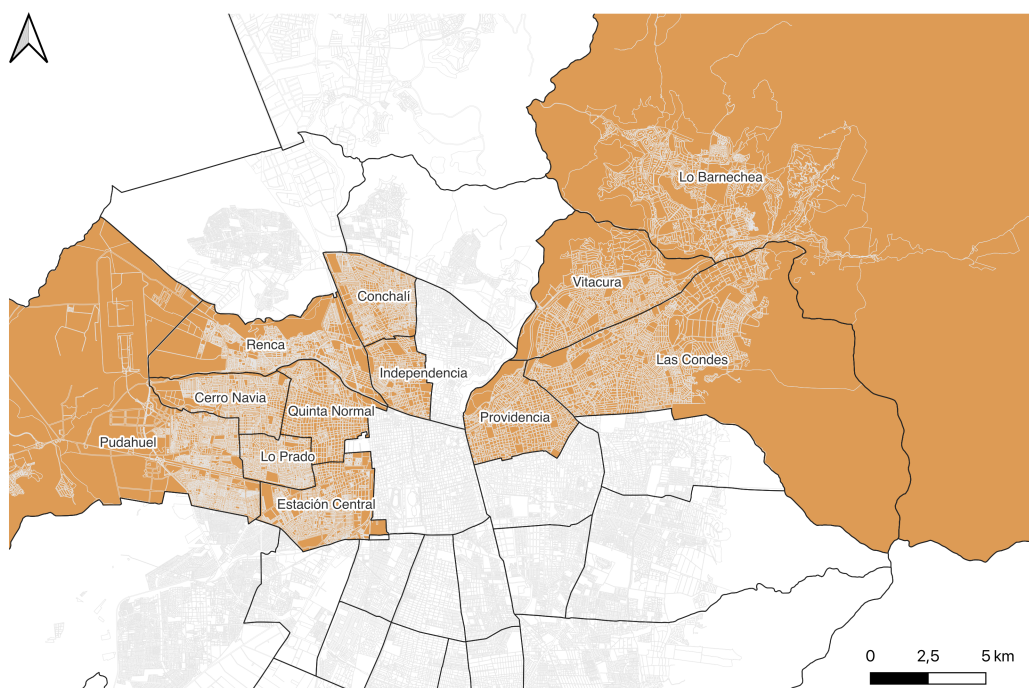 Lo Barnechea
Vitacura
Conchalí
Renca
Las Condes
Independencia
Cerro Navia
Quinta Normal
Providencia
Pudahuel
Lo Prado
Estación Central
0 2,5 5 km